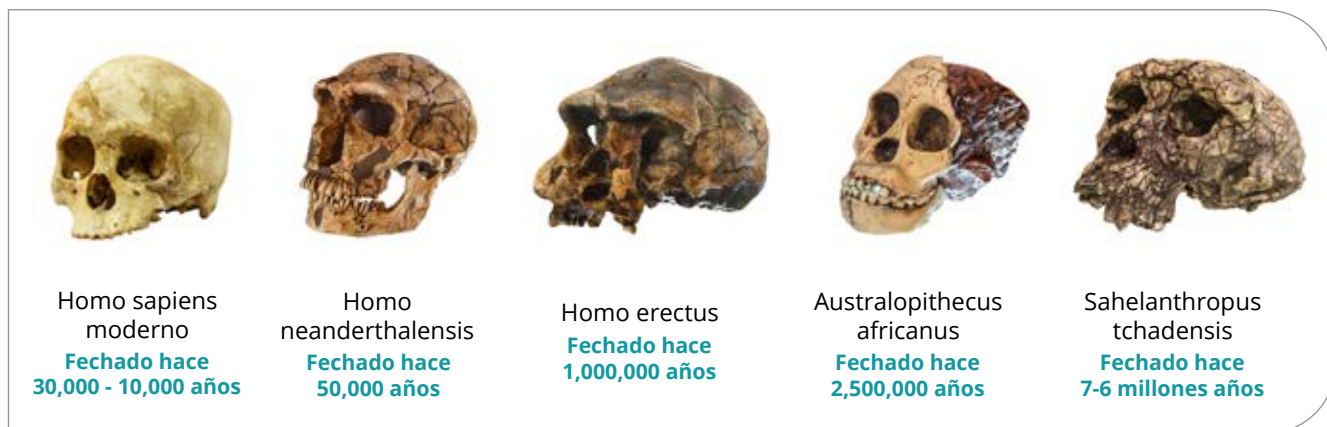 Homo sapiens
moderno
Fechado hace
30,000 - 10,000 años
Homo
neanderthalensis
Fechado hace
50,000 años
Homo erectus
Fechado hace
1,000,000 años
Australopithecus
africanus
Fechado hace
2,500,000 años
Sahelanthropus
tchadensis
Fechado hace
7-6 millones años